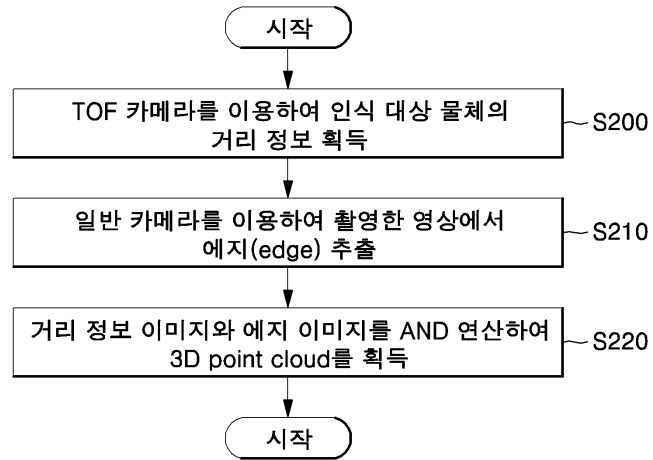 시작
TOF 카메라를 이용하여 인식 대상 물체의
거리 정보 획득
S200
일반 카메라를 이용하여 촬영한 영상에서
에지(edge) 추출
S210
거리 정보 이미지와 에지 이미지를 AND 연산하여
3D point cloud를 획득
S220
시작